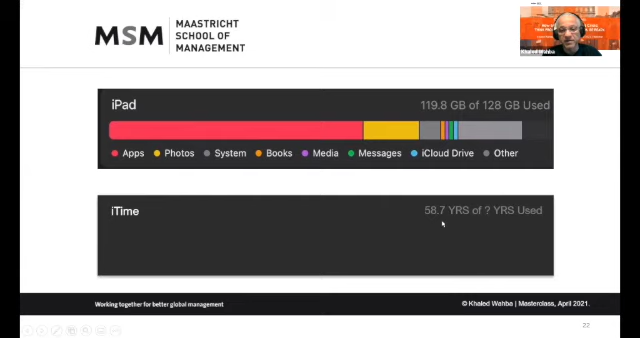 MSM
MAASTRICHT
SCHOOL OF
MANAGEMENT
Khaled Wahba
iPad
119.8 GB of 128 GB Used
Apps Photos System Books Media Messages iCloud Drive Other
iTime
58.7 YRS of ? YRS Used
Working together for better global management
© Khaled Wahba | Masterclass, April 2021.
22